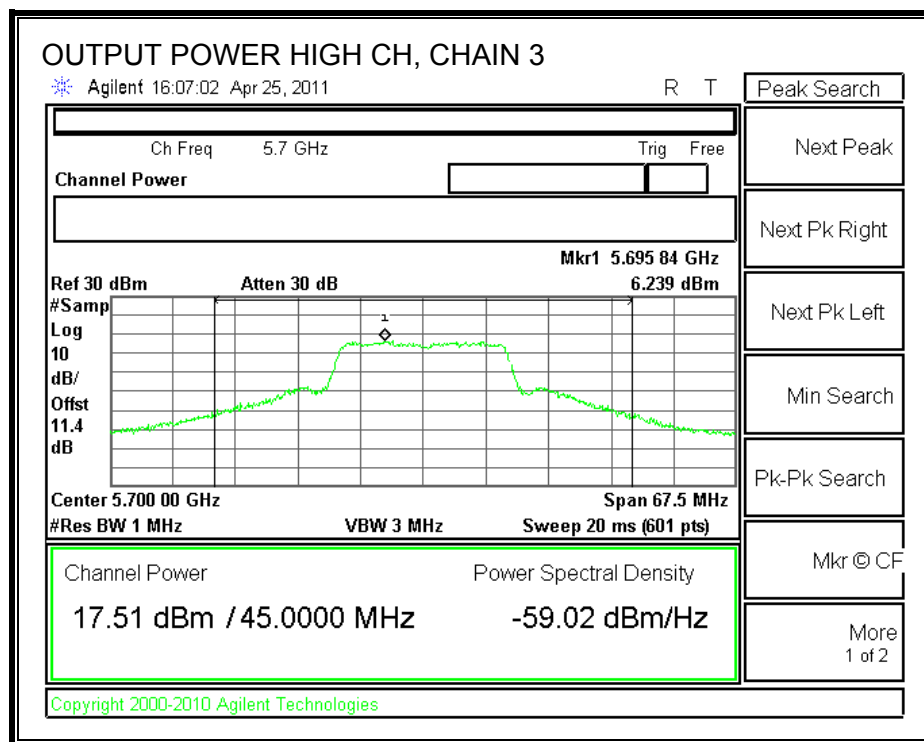 OUTPUT POWER HIGH CH, CHAIN 3
Agilent 16:07:02 Apr 25, 2011 R T
Peak Search
Ch Freq 5.7 GHz Trig Free
Channel Power
Mkr1 5.695 84 GHz
Ref 30 dBm Atten 30 dB 6.239 dBm
#Samp
Log
10
dB/
Offst
11.4
dB
1
Center 5.700 00 GHz Span 67.5 MHz
#Res BW 1 MHz VBW 3 MHz Sweep 20 ms (601 pts)
Channel Power Power Spectral Density
17.51 dBm / 45.0000 MHz -59.02 dBm/Hz
Copyright 2000-2010 Agilent Technologies
Next Peak
Next Pk Right
Next Pk Left
Min Search
Pk-Pk Search
Mkr © CF
More
1 of 2